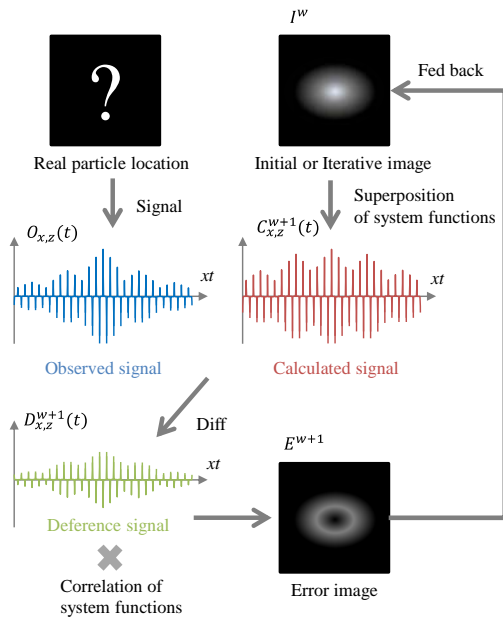 I^w
?
Fed back
Real particle location
Initial or Iterative image
Signal
Superposition
of system functions
O_{x,z}(t)
C_{x,z}^{w+1}(t)
xt
xt
Observed signal
Calculated signal
D_{x,z}^{w+1}(t)
Diff
E^{w+1}
xt
Deference signal
Correlation of
system functions
Error image